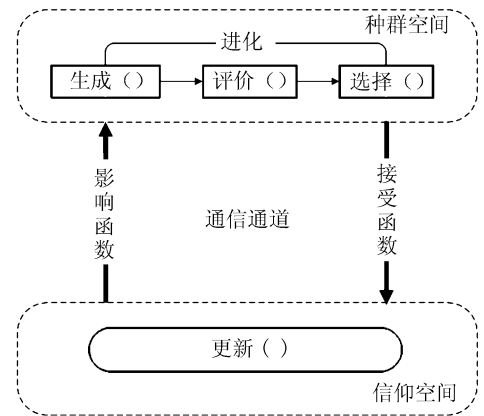 种群空间
进化
生成（）
评价（）
选择（）
影响函数
通信通道
接受函数
更新（）
信仰空间